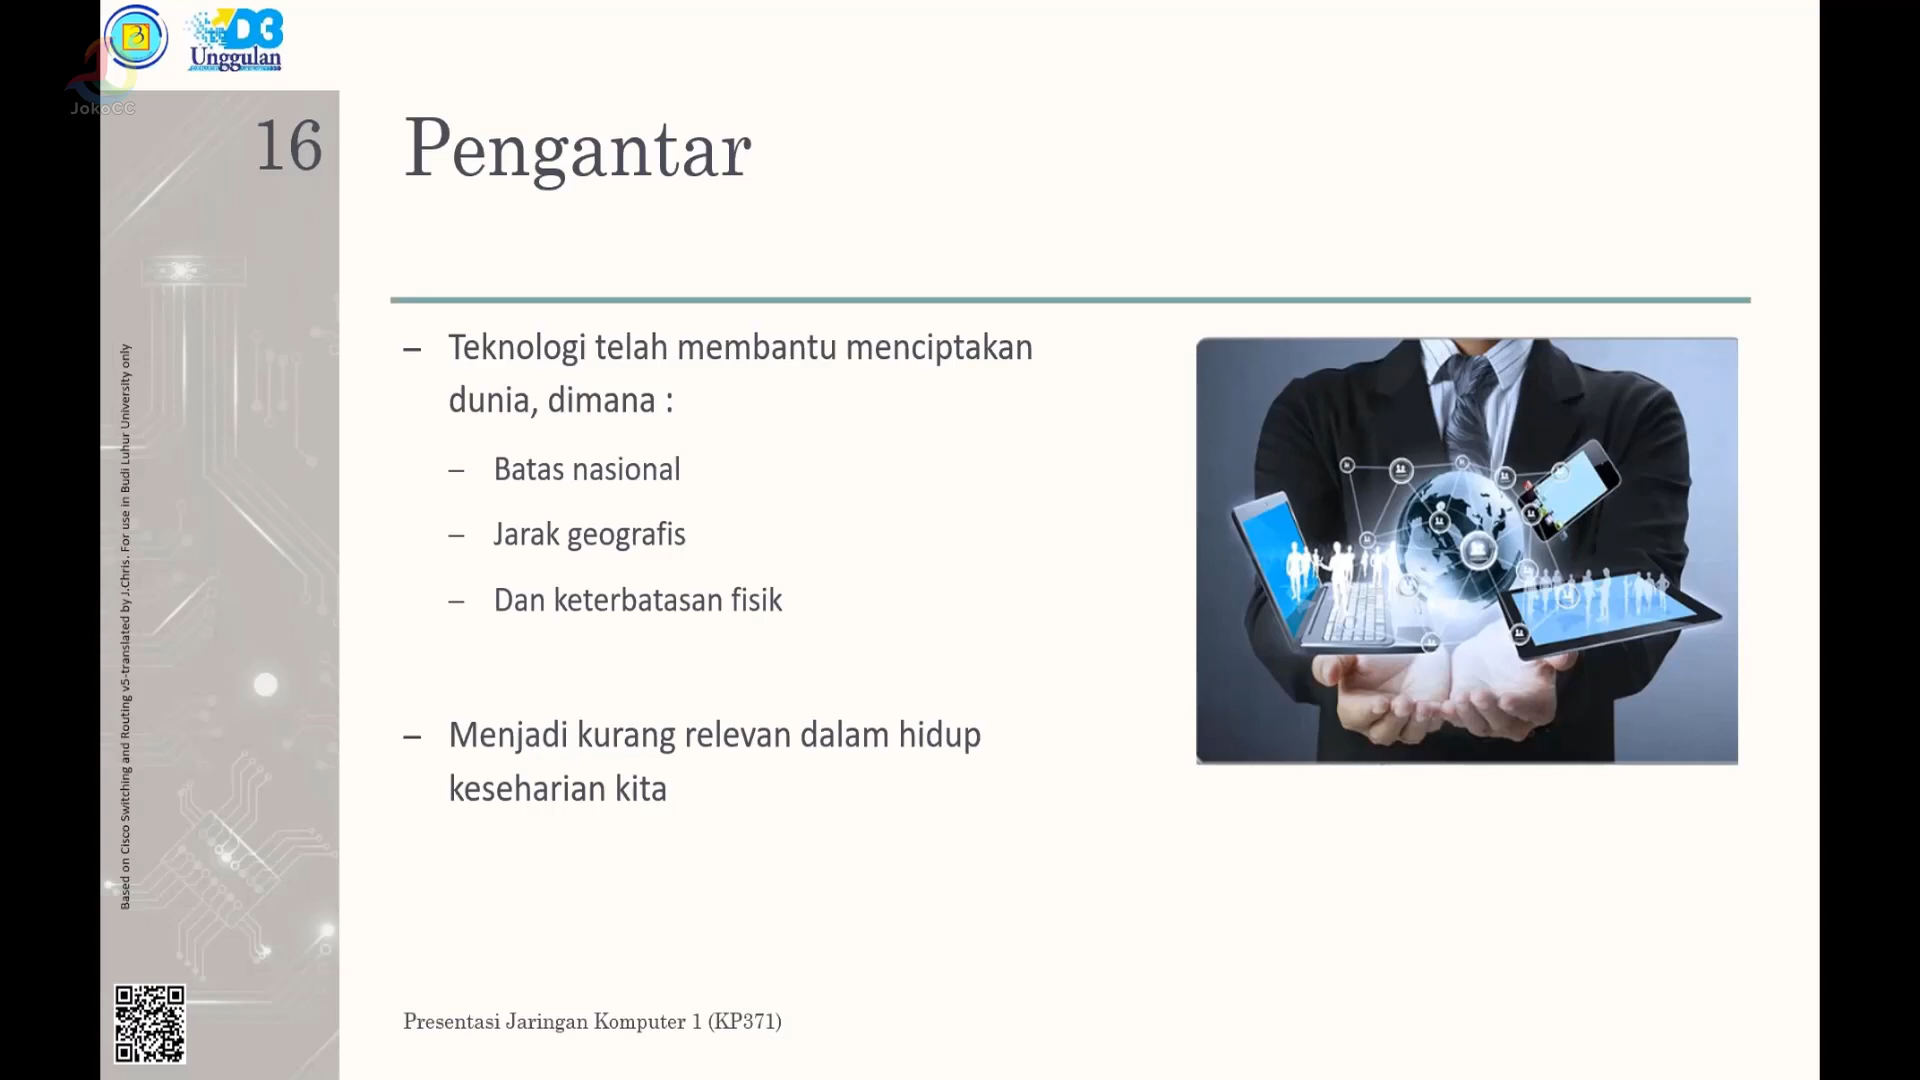 D3
Unggulan
JokoCC
16
Pengantar
– Teknologi telah membantu menciptakan
dunia, dimana :
– Batas nasional
– Jarak geografis
– Dan keterbatasan fisik
– Menjadi kurang relevan dalam hidup
keseharian kita
Based on Cisco Switching and Routing v5-translated by J.Chris. For use in Budi Luhur University only
Presentasi Jaringan Komputer 1 (KP371)